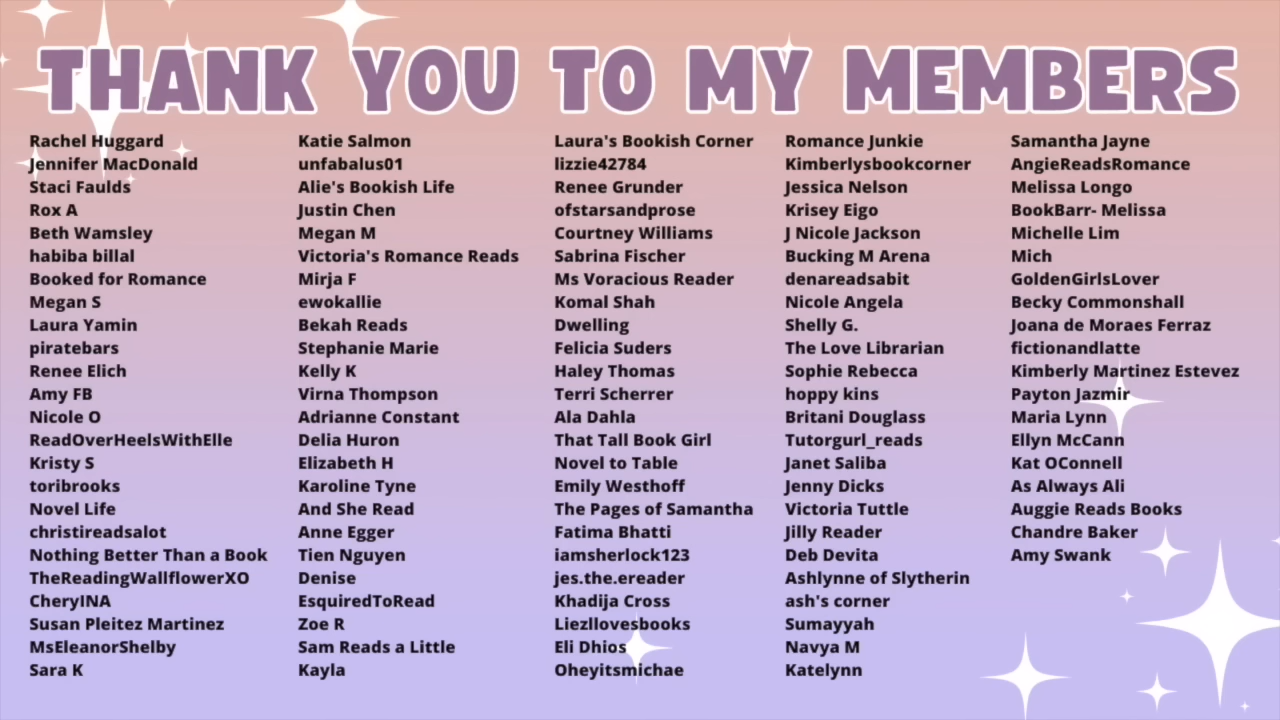 THANK YOU TO MY MEMBERS
Rachel Huggard
Jennifer MacDonald
Staci Faulds
Rox A
Beth Wamsley
habiba billal
Booked for Romance
Megan S
Laura Yamin
piratebars
Renee Elich
Amy FB
Nicole O
ReadOverHeelsWithElle
Kristy S
toribrooks
Novel Life
christireadsalot
Nothing Better Than a Book
TheReadingWallflowerXO
CheryINA
Susan Pleitez Martinez
MsEleanorShelby
Sara K
Katie Salmon
unfabalus01
Alie's Bookish Life
Justin Chen
Megan M
Victoria's Romance Reads
Mirja F
ewokallie
Bekah Reads
Stephanie Marie
Kelly K
Virna Thompson
Adrianne Constant
Delia Huron
Elizabeth H
Karoline Tyne
And She Read
Anne Egger
Tien Nguyen
Denise
EsquiredToRead
Zoe R
Sam Reads a Little
Kayla
Laura's Bookish Corner
lizzie42784
Renee Grunder
ofstarsandprose
Courtney Williams
Sabrina Fischer
Ms Voracious Reader
Komal Shah
Dwelling
Felicia Suders
Haley Thomas
Terri Scherrer
Ala Dahla
That Tall Book Girl
Novel to Table
Emily Westhoff
The Pages of Samantha
Fatima Bhatti
iamsherlock123
jes.the.ereader
Khadija Cross
Liezllovesbooks
Eli Dhios
Oheyitsmichae
Romance Junkie
Kimberlysbookcorner
Jessica Nelson
Krisey Eigo
J Nicole Jackson
Bucking M Arena
denareadsabit
Nicole Angela
Shelly G.
The Love Librarian
Sophie Rebecca
hoppy kins
Britani Douglass
Tutorgurl_reads
Janet Saliba
Jenny Dicks
Victoria Tuttle
Jilly Reader
Deb Devita
Ashlynne of Slytherin
ash's corner
Sumayyah
Navya M
Katelynn
Samantha Jayne
AngieReadsRomance
Melissa Longo
BookBarr- Melissa
Michelle Lim
Mich
GoldenGirlsLover
Becky Commonshall
Joana de Moraes Ferraz
fictionandlatte
Kimberly Martinez Estevez
Payton Jazmir
Maria Lynn
Ellyn McCann
Kat OConnell
As Always Ali
Auggie Reads Books
Chandre Baker
Amy Swank